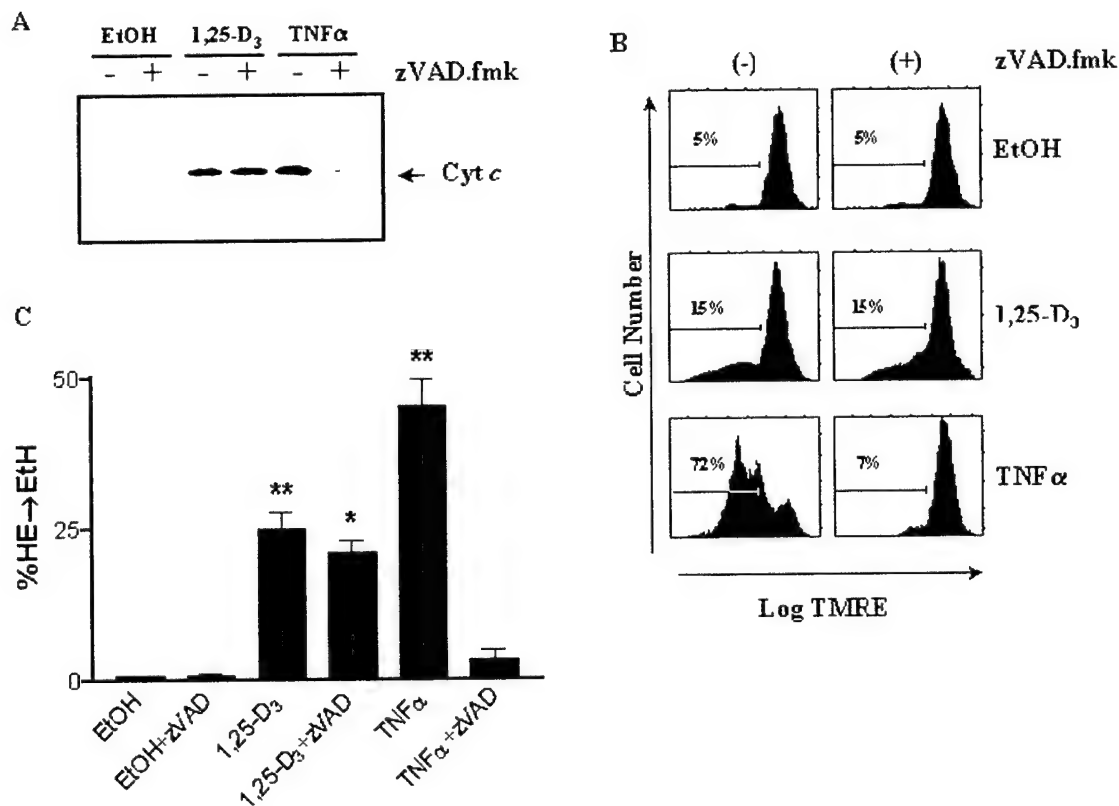 A
EtOH 1,25-D₃ TNFα
- + - + - + zVAD.fmk
← Cyt c
B
(-) (+) zVAD.fmk
5% 5% EtOH
15% 15% 1,25-D₃
72% 7% TNFα
Cell Number
Log TMRE
C
%HE→EtH
50
25
0
** * **
EtOH
EtOH+zVAD
1,25-D₃
1,25-D₃+zVAD
TNFα
TNFα+zVAD